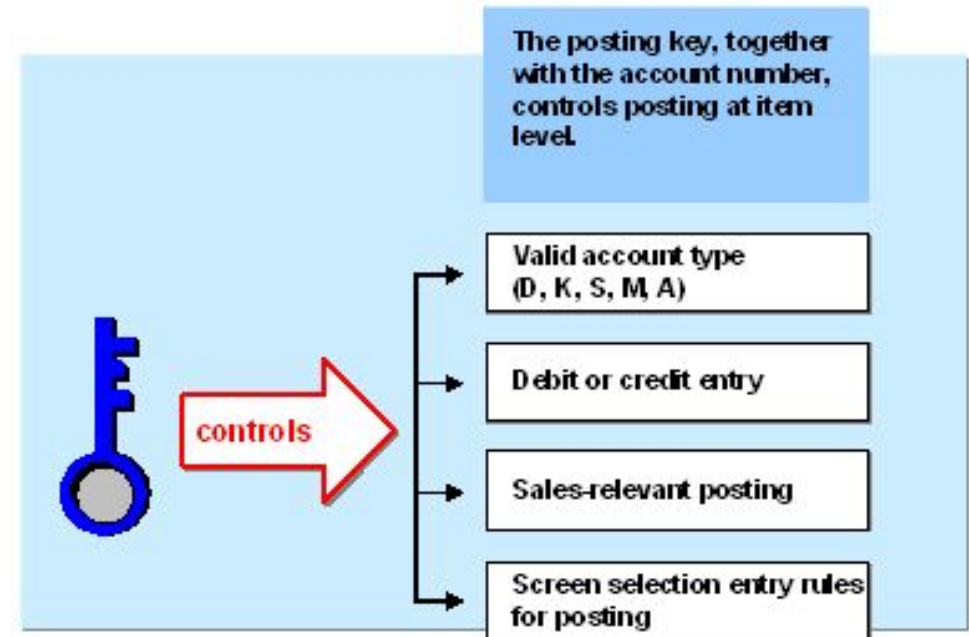 The posting key, together
with the account number,
controls posting at item
level.
Valid account type
(D, K, S, M, A)
Debit or credit entry
controls
Sales-relevant posting
Screen selection entry rules
for posting